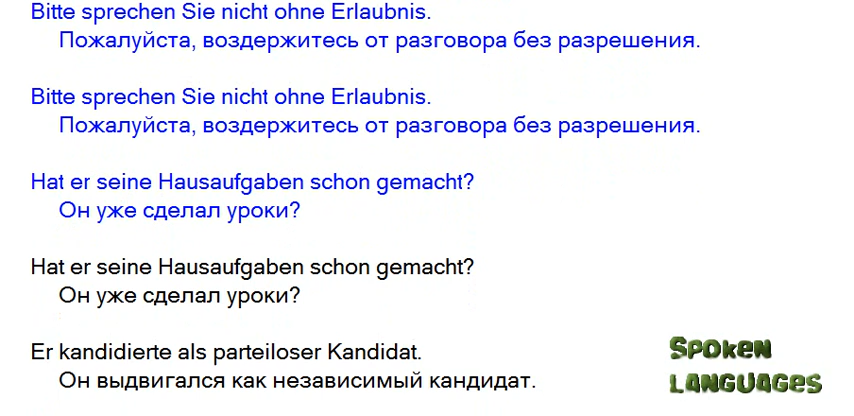 Bitte sprechen Sie nicht ohne Erlaubnis.
Пожалуйста, воздержитесь от разговора без разрешения.
Bitte sprechen Sie nicht ohne Erlaubnis.
Пожалуйста, воздержитесь от разговора без разрешения.
Hat er seine Hausaufgaben schon gemacht?
Он уже сделал уроки?
Hat er seine Hausaufgaben schon gemacht?
Он уже сделал уроки?
Er kandidierte als parteiloser Kandidat.
Он выдвигался как независимый кандидат.
Spoken
Languages